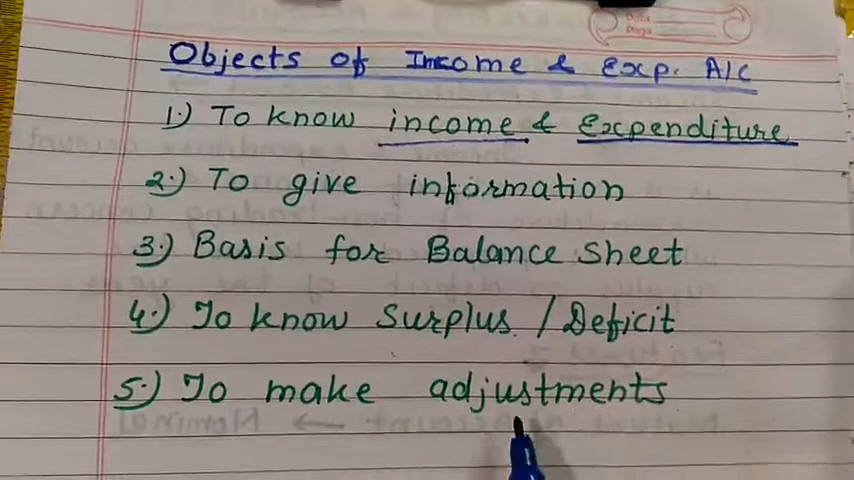 Objects of Income & Exp. A/C
1.) To know income & Expenditure
2.) To give information
3.) Basis for Balance Sheet
4.) To know Surplus / Deficit
5.) To make adjustments